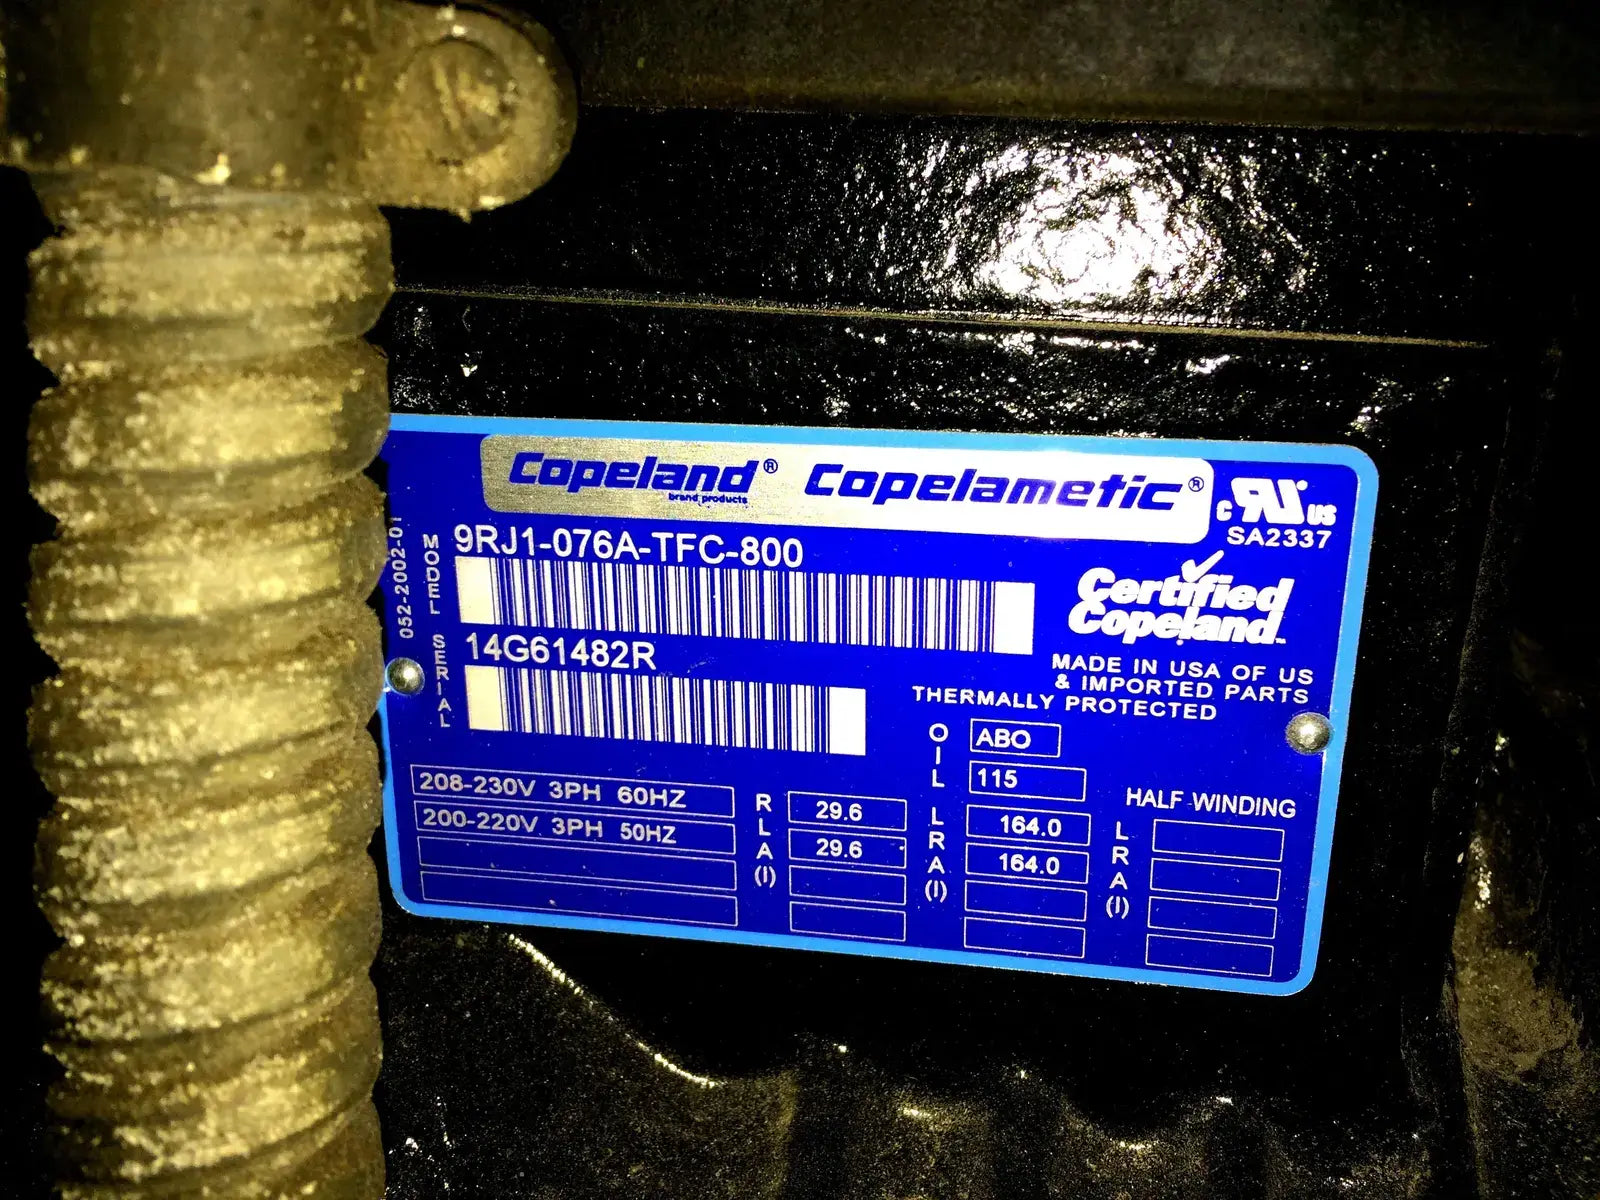 Copeland® Copelametic®
brand products
c RU US
SA2337
052-2002-01
MODEL
9RJ1-076A-TFC-800
Certified
Copeland™
SERIAL
14G61482R
MADE IN USA OF US
& IMPORTED PARTS
THERMALLY PROTECTED
OIL
ABO
115
208-230V 3PH 60HZ
200-220V 3PH 50HZ
RLA(I)
29.6
29.6
LRA(I)
164.0
164.0
HALF WINDING
LRA(I)